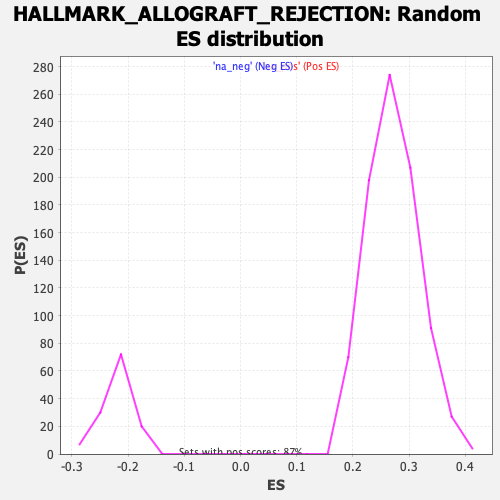 HALLMARK_ALLOGRAFT_REJECTION: Random
ES distribution
'na_neg' (Neg ES)s' (Pos ES)
280
260
240
220
200
180
160
140
120
100
80
60
40
20
0
P(ES)
Sets with pos scores: 87%
-0.3 -0.2 -0.1 0.0 0.1 0.2 0.3 0.4
ES